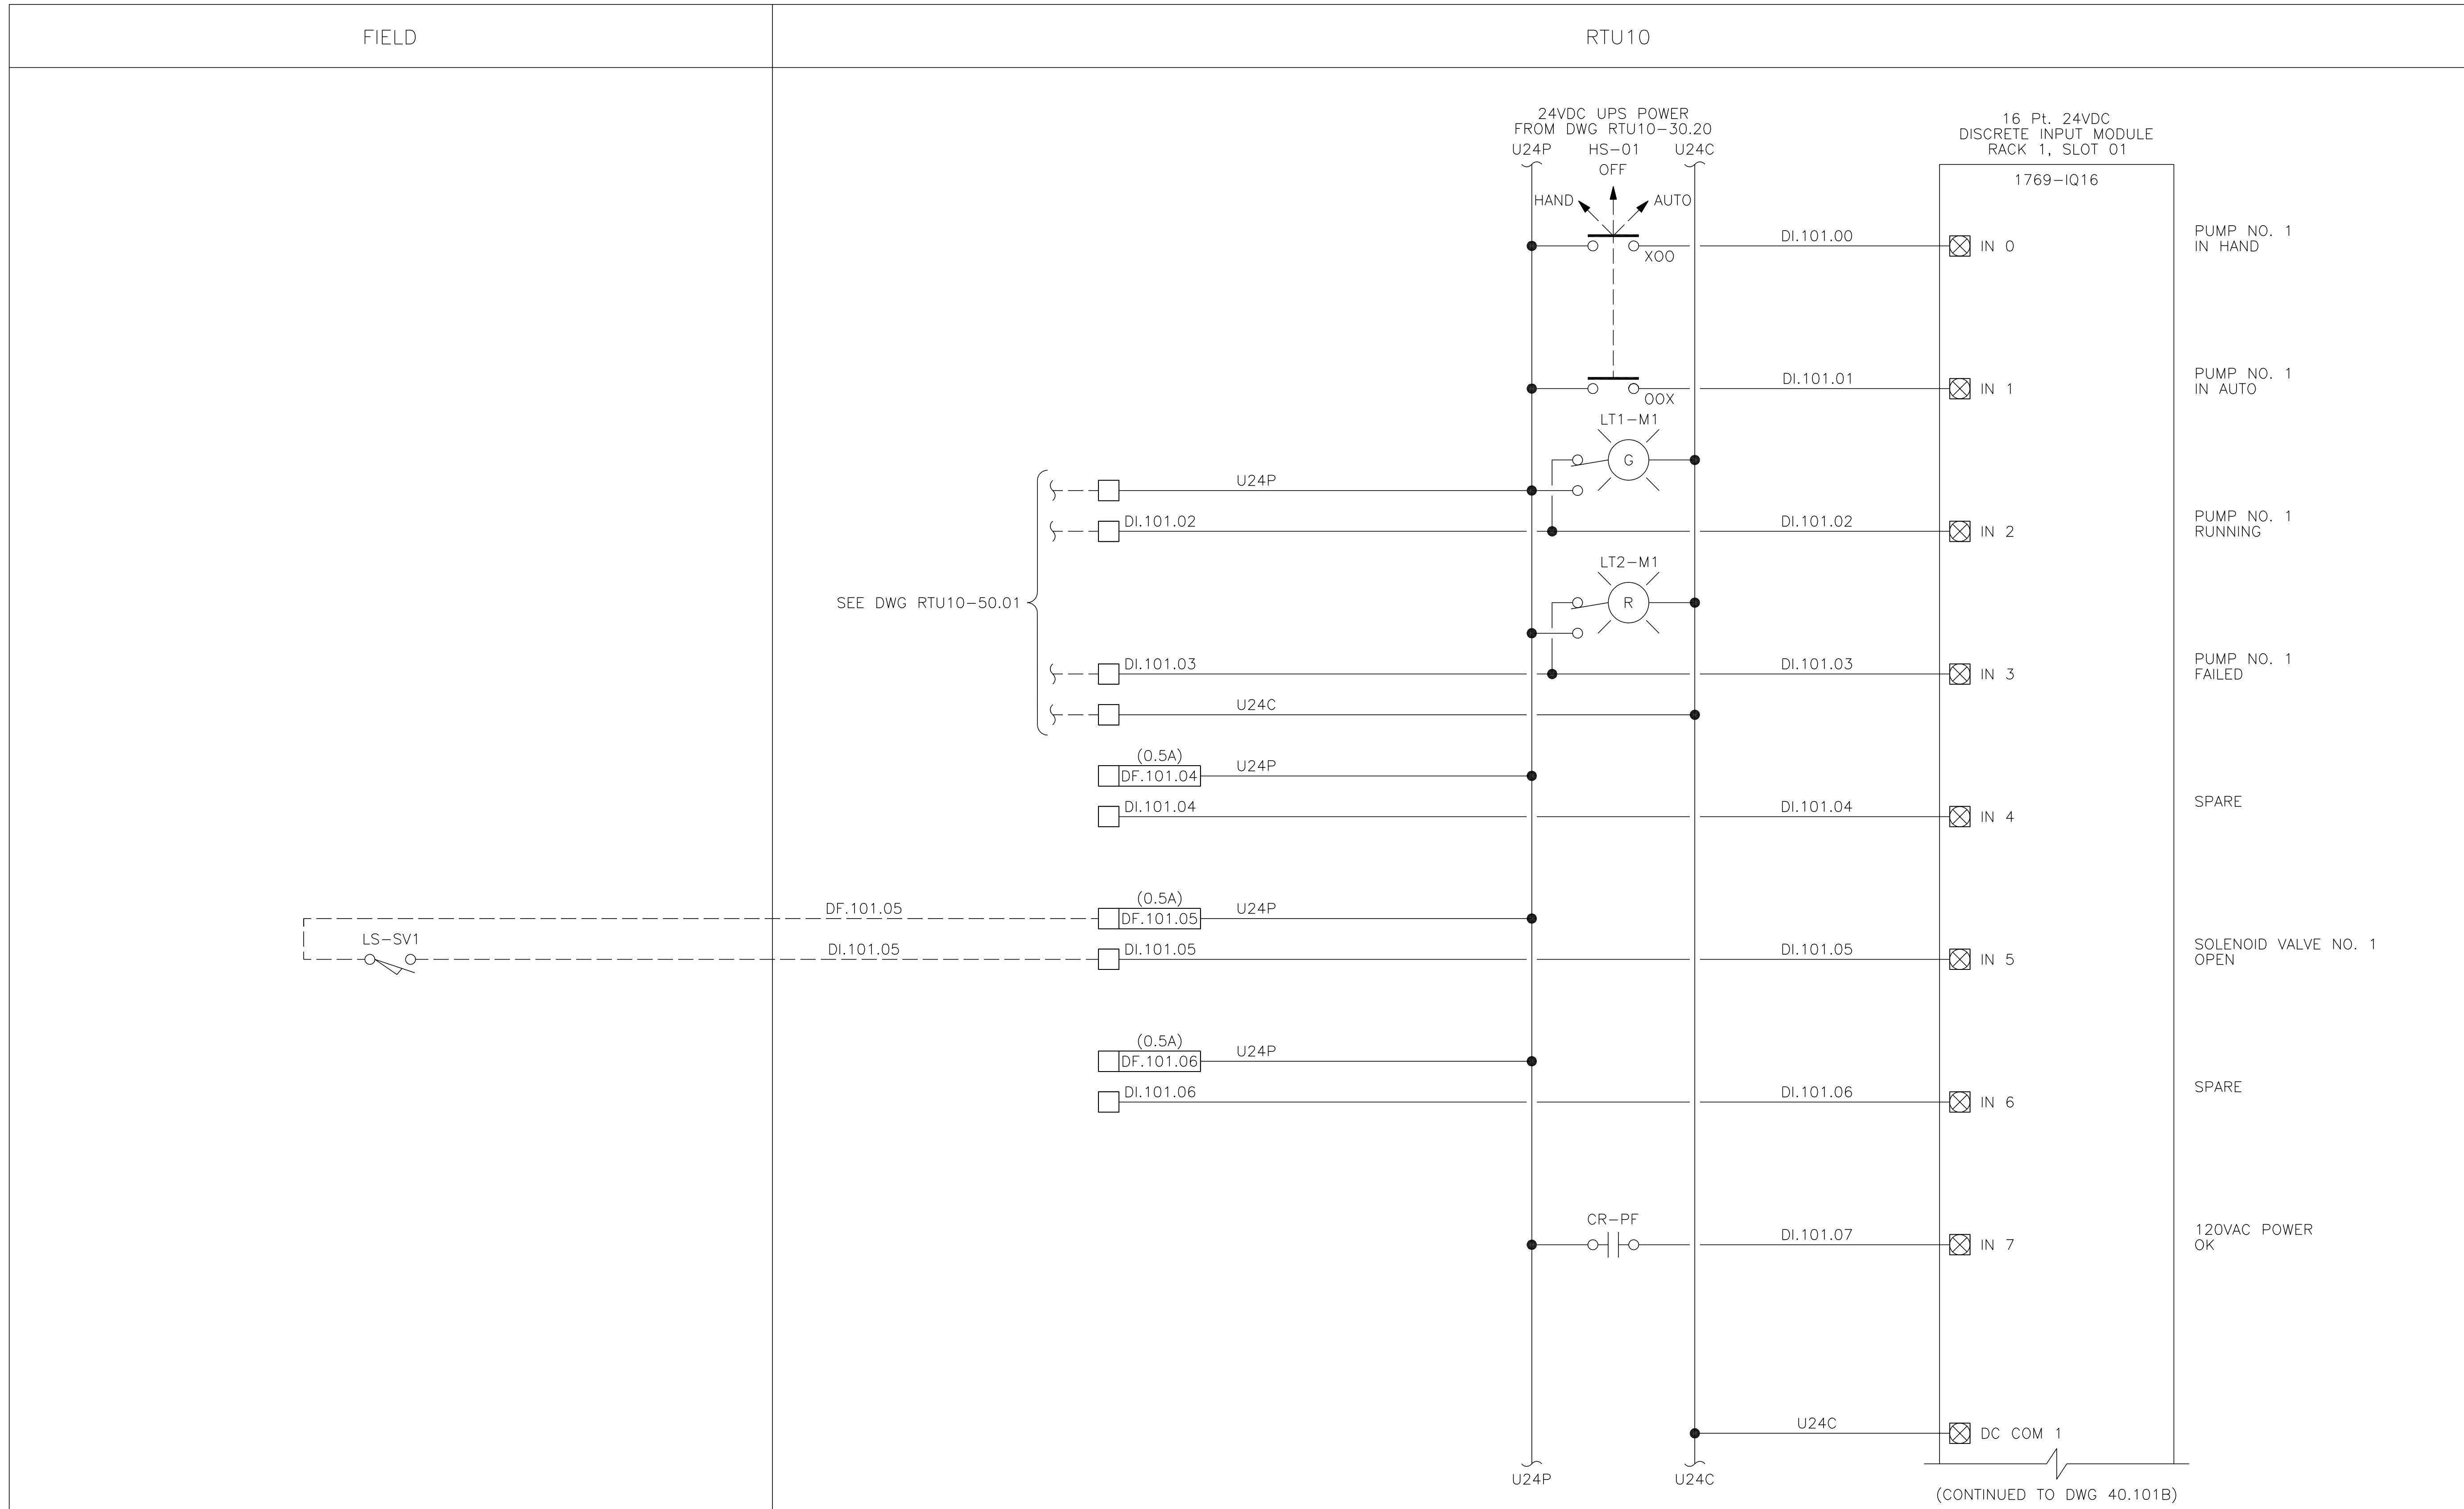 FIELD
RTU10
24VDC UPS POWER
FROM DWG RTU10-30.20
U24P HS-01 U24C
OFF
HAND AUTO
16 Pt. 24VDC
DISCRETE INPUT MODULE
RACK 1, SLOT 01
1769-IQ16
DI.101.00
XOO
IN 0
PUMP NO. 1
IN HAND
DI.101.01
OOX
IN 1
PUMP NO. 1
IN AUTO
LT1-M1
G
U24P
DI.101.02
DI.101.02
IN 2
PUMP NO. 1
RUNNING
LT2-M1
R
SEE DWG RTU10-50.01
DI.101.03
DI.101.03
IN 3
PUMP NO. 1
FAILED
U24C
(0.5A)
DF.101.04
U24P
DI.101.04
DI.101.04
IN 4
SPARE
DF.101.05
(0.5A)
DF.101.05
U24P
LS-SV1
DI.101.05
DI.101.05
DI.101.05
IN 5
SOLENOID VALVE NO. 1
OPEN
(0.5A)
DF.101.06
U24P
DI.101.06
DI.101.06
IN 6
SPARE
CR-PF
DI.101.07
IN 7
120VAC POWER
OK
U24C
DC COM 1
U24P
U24C
(CONTINUED TO DWG 40.101B)